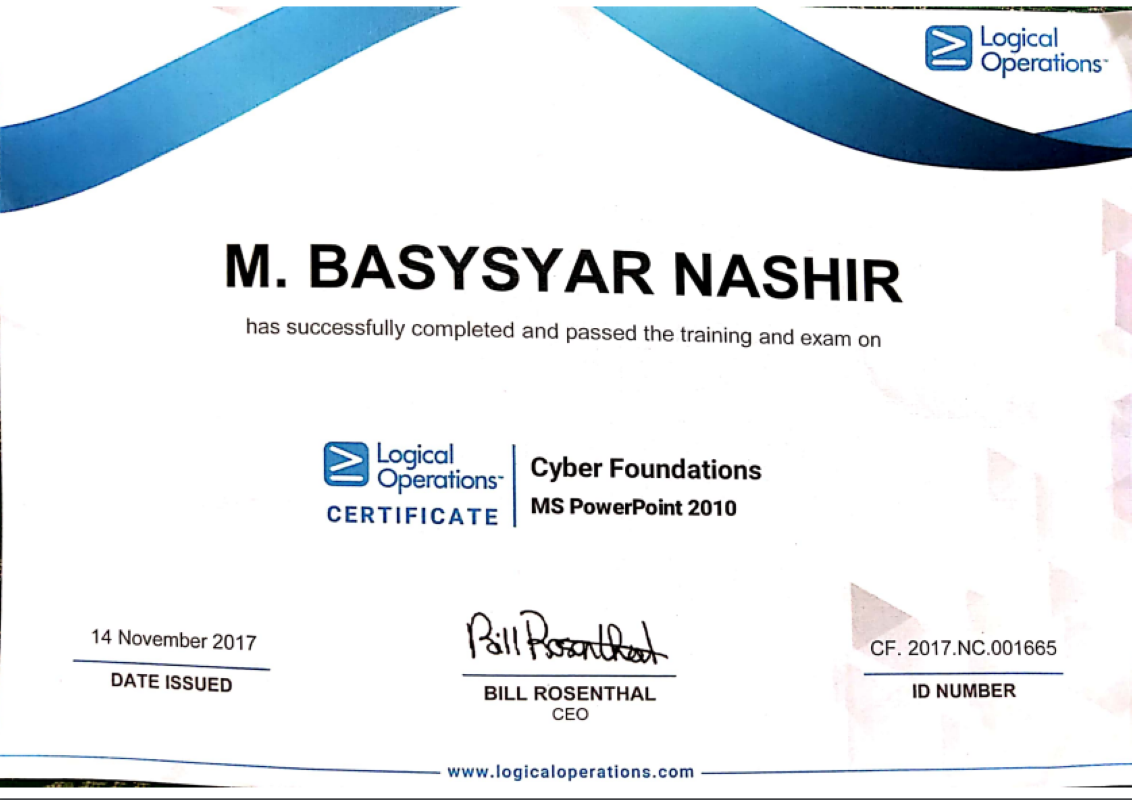 Logical
Operations™
M. BASYSYAR NASHIR
has successfully completed and passed the training and exam on
Logical
Operations™
CERTIFICATE
Cyber Foundations
MS PowerPoint 2010
14 November 2017
DATE ISSUED
Bill Rosenthal
BILL ROSENTHAL
CEO
CF. 2017.NC.001665
ID NUMBER
www.logicaloperations.com